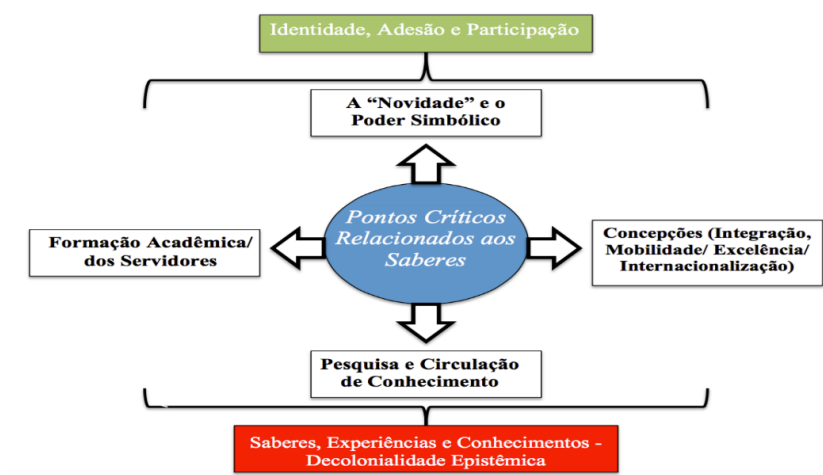 Identidade, Adesão e Participação
A “Novidade” e o
Poder Simbólico
Pontos Críticos
Relacionados aos
Saberes
Formação Acadêmica/
dos Servidores
Concepções (Integração,
Mobilidade/ Excelência/
Internacionalização)
Pesquisa e Circulação
de Conhecimento
Saberes, Experiências e Conhecimentos -
Decolonialidade Epistêmica